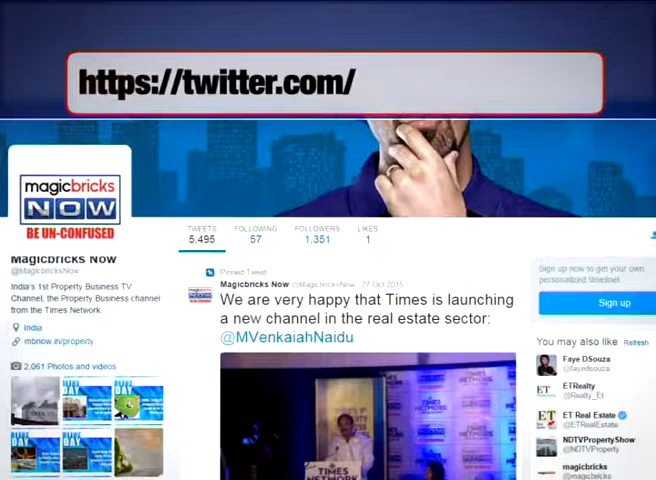 https://twitter.com/
magicbricks
NOW
BE UN-CONFUSED
TWEETS
FOLLOWING
FOLLOWERS
LIKES
5,495
57
1,351
1
Magicbricks Now
@MagicbricksNow
India's 1st Property Business TV
Channel, the Property Business channel
from the Times Network
India
mbnow.in/property
2,061 Photos and videos
Pinned Tweet
Magicbricks Now @MagicbricksNow · 27 Oct 2015
We are very happy that Times is launching
a new channel in the real estate sector:
@MVenkaiahNaidu
TIMES
NETWORK
Sign up now to get your own
personalized timeline!
Sign up
You may also like · Refresh
Faye DSouza
@fayedsouza
ETRealty
@Realty_Et
ET Real Estate
@ETRealEstate
NDTVPropertyShow
@NDTVProperty
magicbricks
@magicbricks